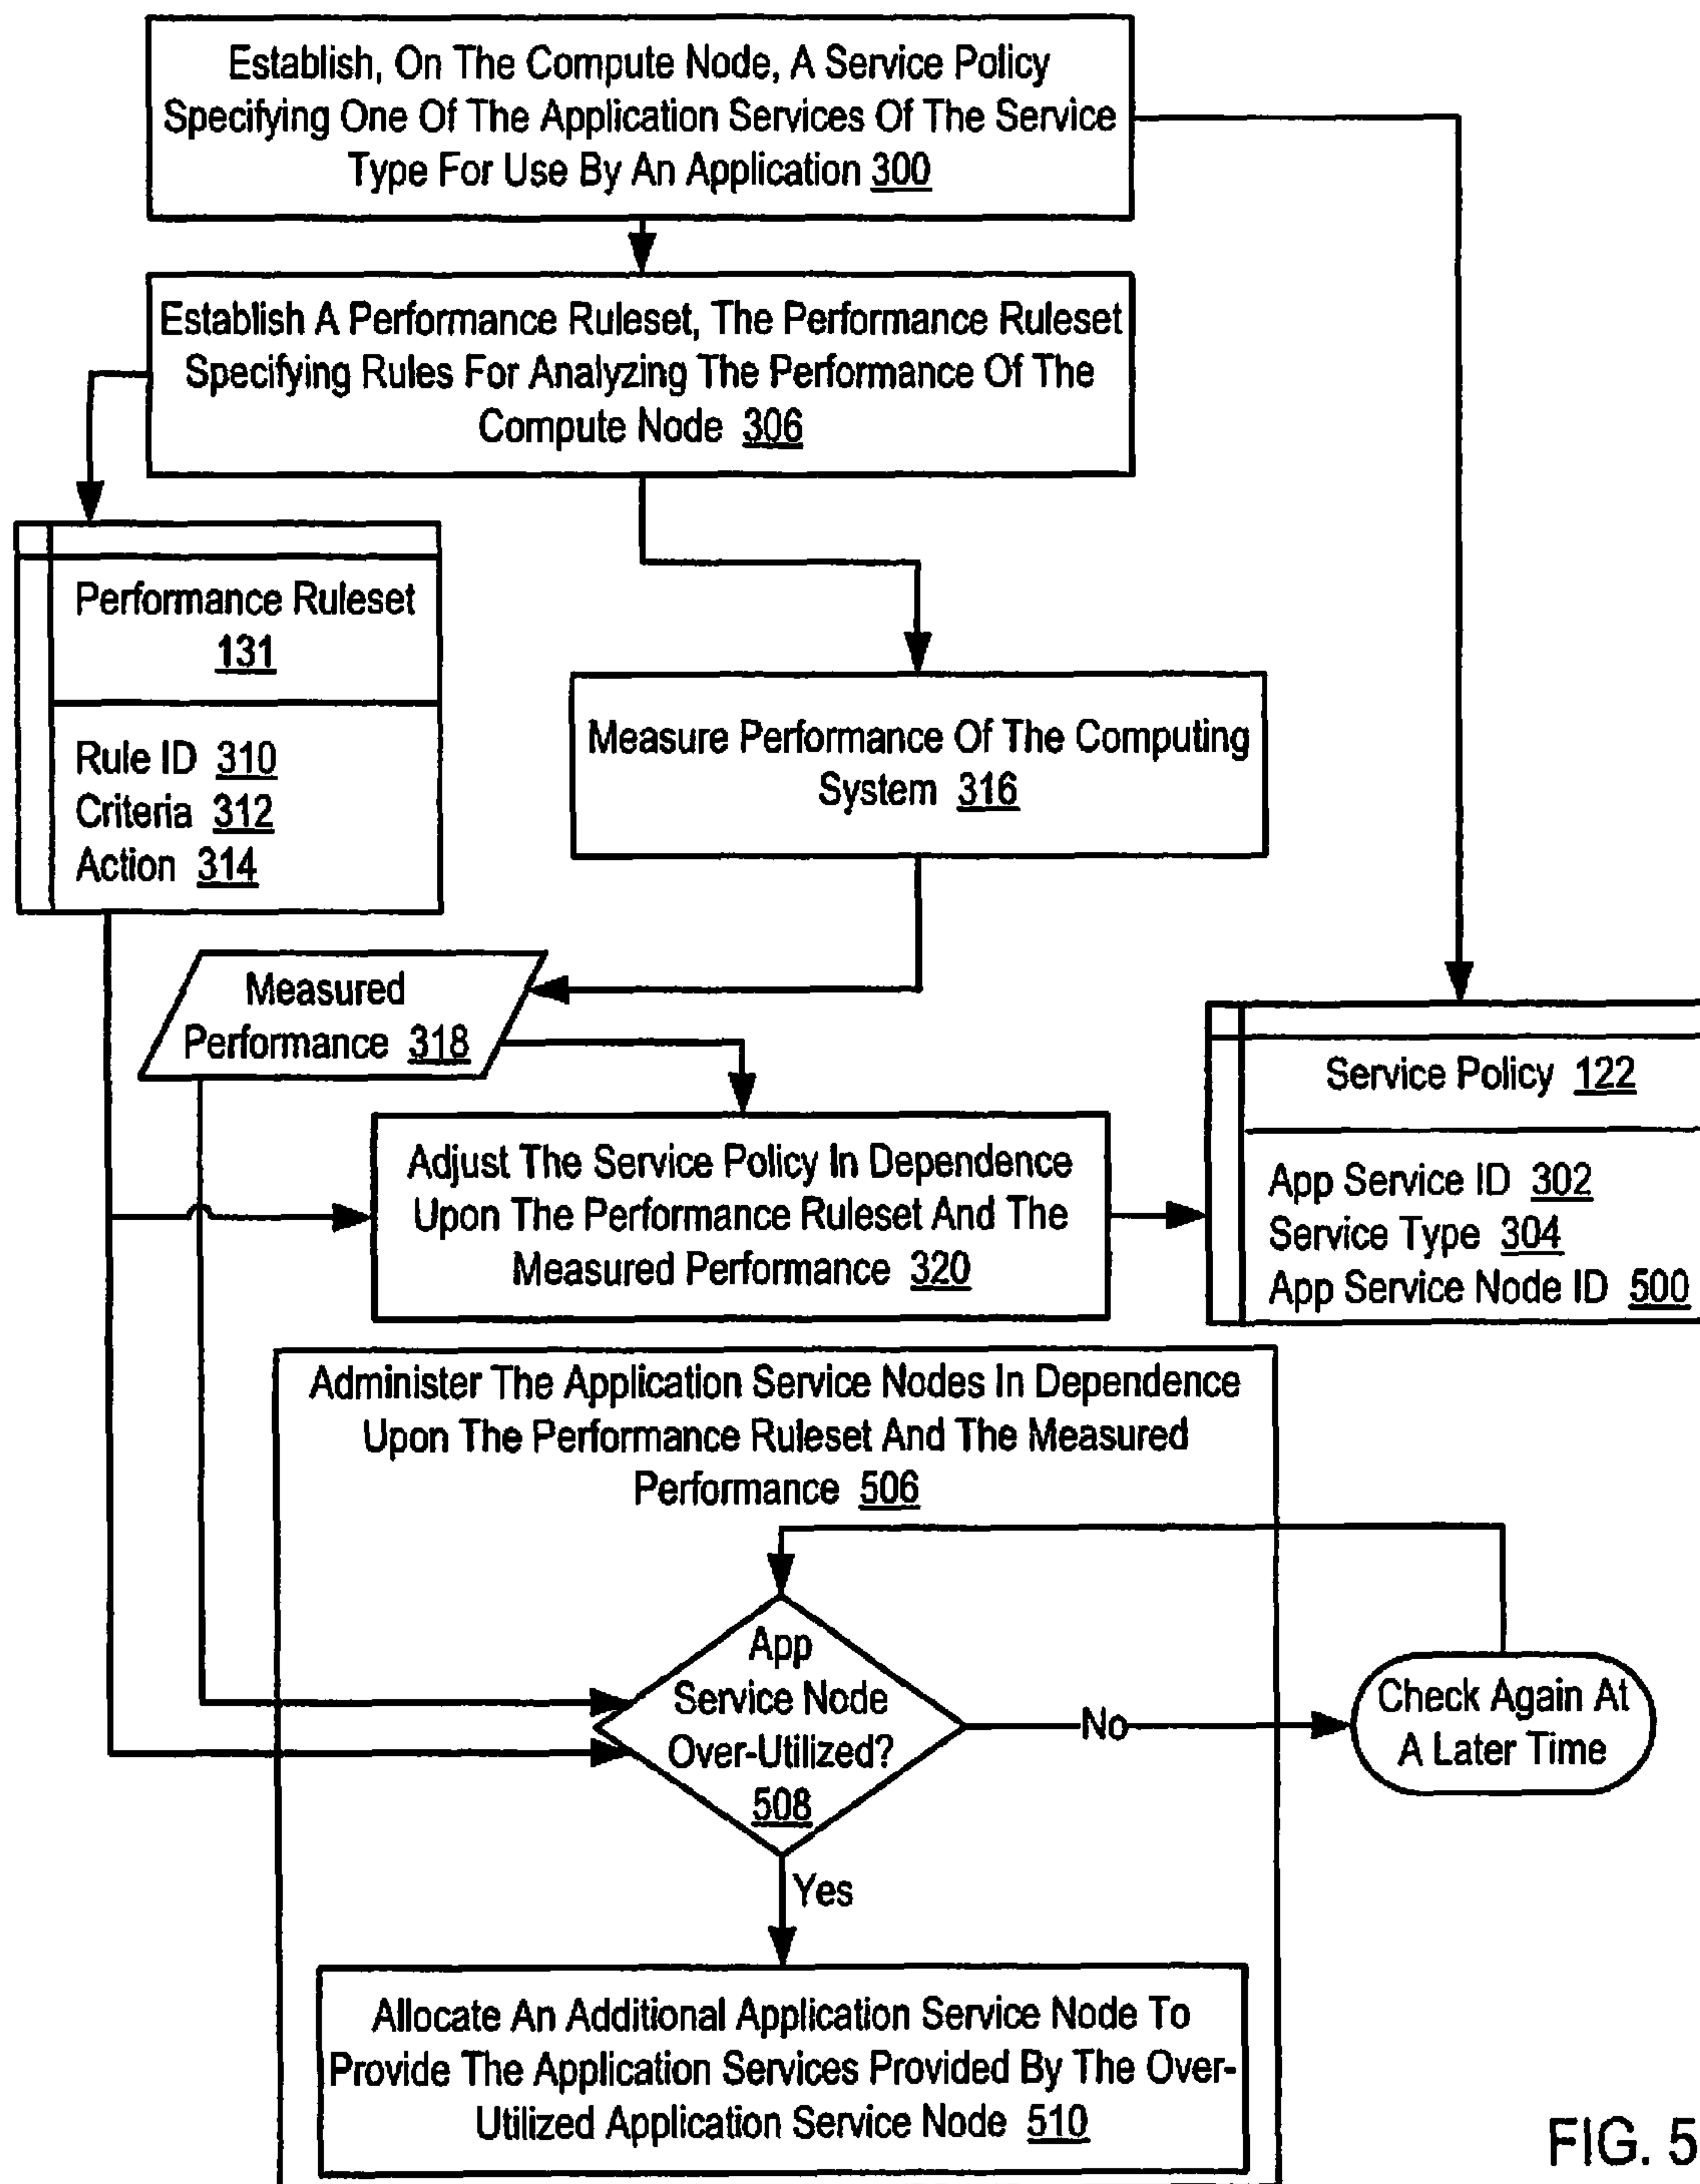 Establish, On The Compute Node, A Service Policy
Specifying One Of The Application Services Of The Service
Type For Use By An Application 300
Establish A Performance Ruleset, The Performance Ruleset
Specifying Rules For Analyzing The Performance Of The
Compute Node 306
Performance Ruleset
131
Rule ID 310
Criteria 312
Action 314
Measure Performance Of The Computing
System 316
Measured
Performance 318
Service Policy 122
App Service ID 302
Service Type 304
App Service Node ID 500
Adjust The Service Policy In Dependence
Upon The Performance Ruleset And The
Measured Performance 320
Administer The Application Service Nodes In Dependence
Upon The Performance Ruleset And The Measured
Performance 506
App
Service Node
Over-Utilized?
508
No
Check Again At
A Later Time
Yes
Allocate An Additional Application Service Node To
Provide The Application Services Provided By The Over-
Utilized Application Service Node 510
FIG. 5